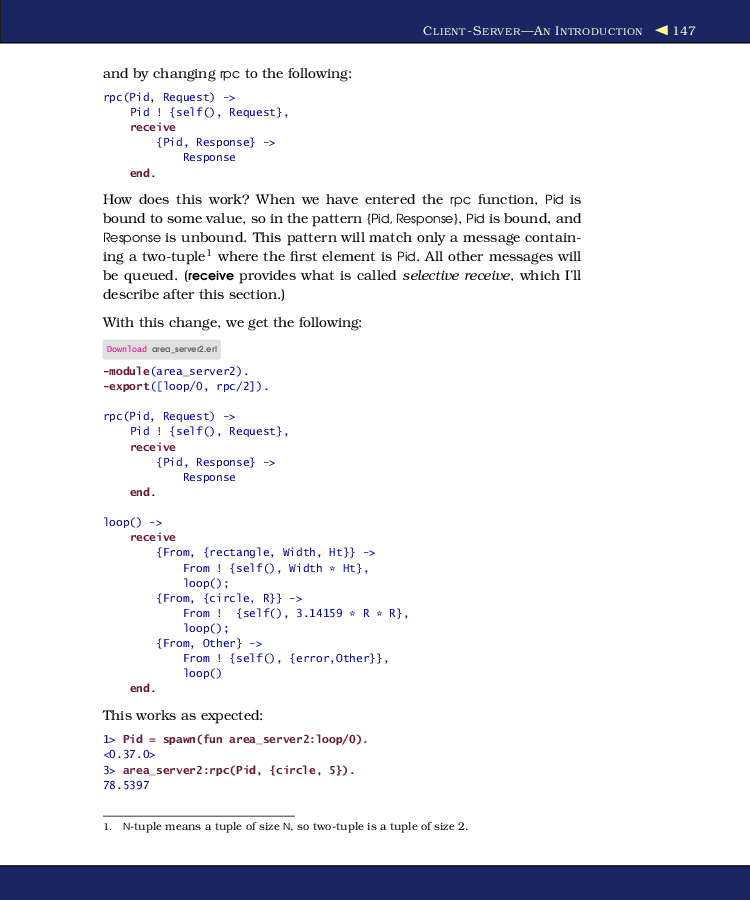 CLIENT-SERVER—AN INTRODUCTION ◀ 147
and by changing rpc to the following:
rpc(Pid, Request) ->
    Pid ! {self(), Request},
    receive
        {Pid, Response} ->
            Response
    end.
How does this work? When we have entered the rpc function, Pid is
bound to some value, so in the pattern {Pid, Response}, Pid is bound, and
Response is unbound. This pattern will match only a message contain-
ing a two-tuple1 where the first element is Pid. All other messages will
be queued. (receive provides what is called selective receive, which I'll
describe after this section.)
With this change, we get the following:
Download area_server2.erl
-module(area_server2).
-export([loop/0, rpc/2]).
rpc(Pid, Request) ->
    Pid ! {self(), Request},
    receive
        {Pid, Response} ->
            Response
    end.
loop() ->
    receive
        {From, {rectangle, Width, Ht}} ->
            From ! {self(), Width * Ht},
            loop();
        {From, {circle, R}} ->
            From !  {self(), 3.14159 * R * R},
            loop();
        {From, Other} ->
            From ! {self(), {error,Other}},
            loop()
    end.
This works as expected:
1> Pid = spawn(fun area_server2:loop/0).
<0.37.0>
3> area_server2:rpc(Pid, {circle, 5}).
78.5397
1. N-tuple means a tuple of size N, so two-tuple is a tuple of size 2.